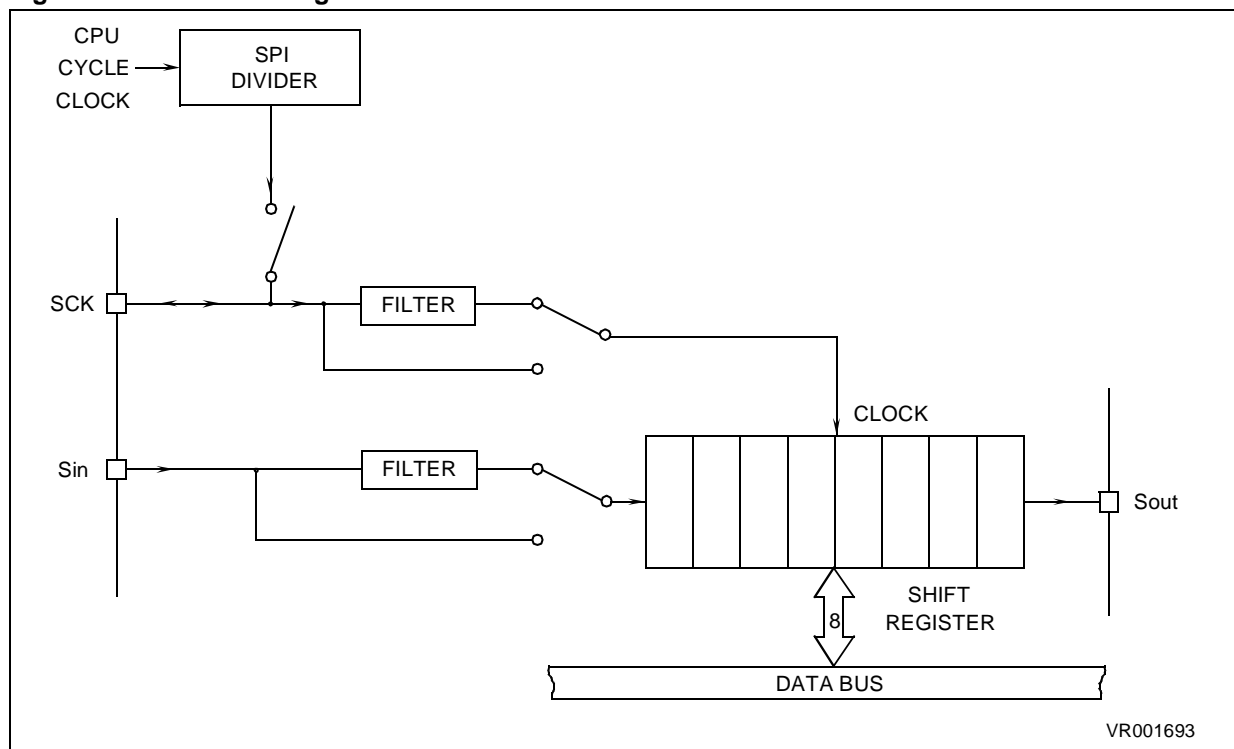 CPU
CYCLE
CLOCK
SPI
DIVIDER
SCK
FILTER
CLOCK
Sin
FILTER
Sout
SHIFT
REGISTER
8
DATA BUS
VR001693